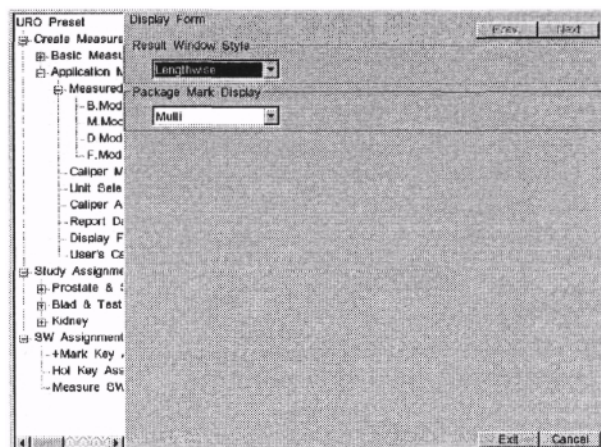 URO Preset
Create Measure
Basic Measu
Application M
Measured
B.Mod
M.Mod
D.Mod
F.Mod
Caliper M
Unit Sele
Caliper A
Report Da
Display F
User's Ca
Study Assignme
Prostate & S
Blad & Test
Kidney
SW Assignment
+Mark Key A
Hot Key Ass
Measure SW
Display Form
Prev. Next
Result Window Style
Lengthwise
Package Mark Display
Multi
Exit Cancel